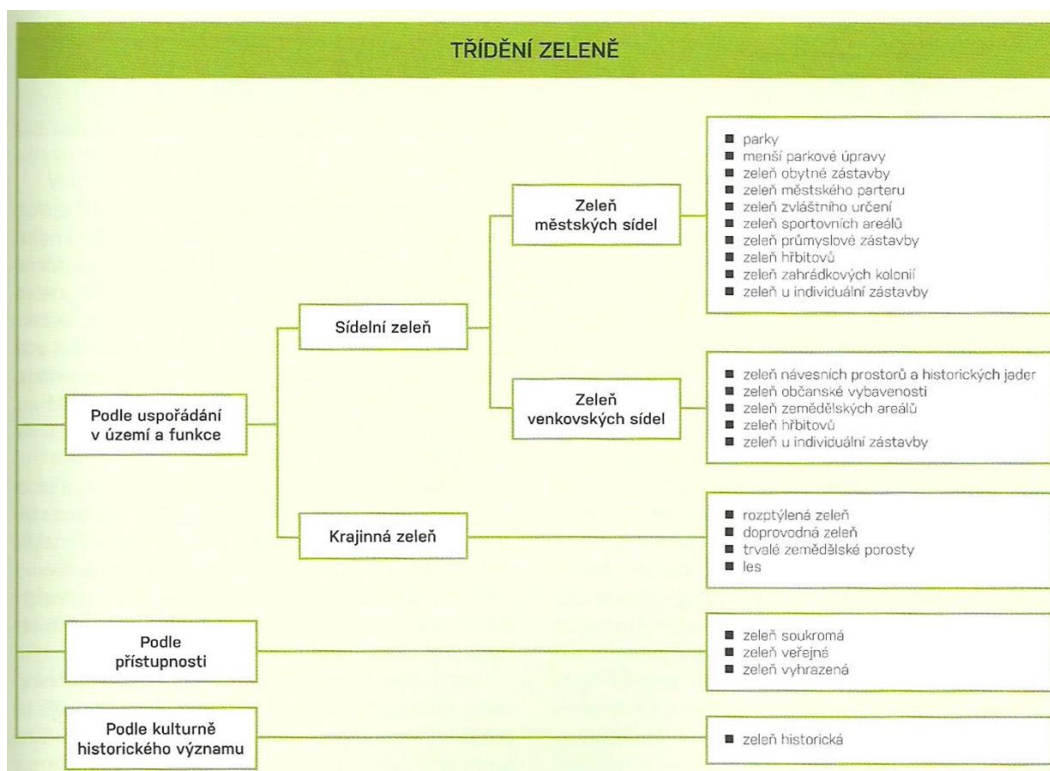 TŘÍDĚNÍ ZELENĚ
Podle uspořádání
v území a funkce
Sídelní zeleň
Zeleň
městských sídel
■ parky
■ menší parkové úpravy
■ zeleň obytné zástavby
■ zeleň městského parteru
■ zeleň zvláštního určení
■ zeleň sportovních areálů
■ zeleň průmyslové zástavby
■ zeleň hřbitovů
■ zeleň zahrádkových kolonií
■ zeleň u individuální zástavby
Zeleň
venkovských sídel
■ zeleň návesních prostorů a historických jader
■ zeleň občanské vybavenosti
■ zeleň zemědělských areálů
■ zeleň hřbitovů
■ zeleň u individuální zástavby
Krajinná zeleň
■ rozptýlená zeleň
■ doprovodná zeleň
■ trvalé zemědělské porosty
■ les
Podle
přístupnosti
■ zeleň soukromá
■ zeleň veřejná
■ zeleň vyhrazená
Podle kulturně
historického významu
■ zeleň historická